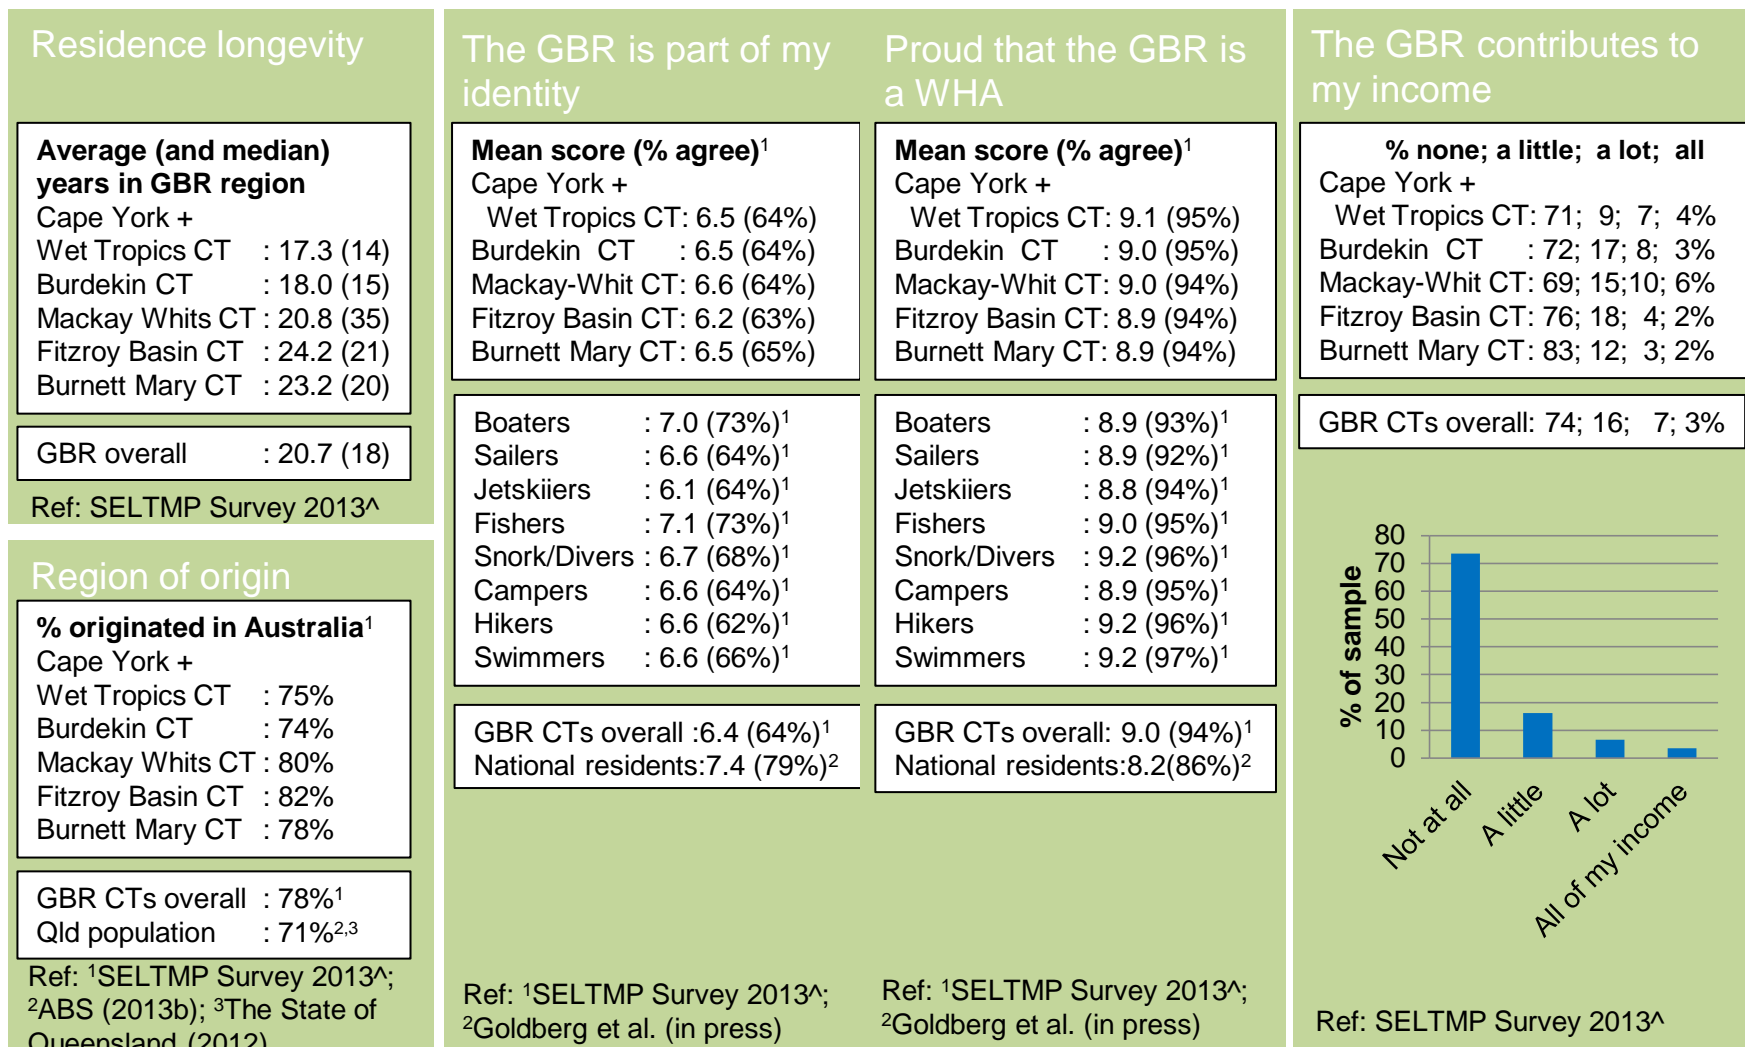 Residence longevity
Average (and median)
years in GBR region
Cape York +
Wet Tropics CT : 17.3 (14)
Burdekin CT : 18.0 (15)
Mackay Whits CT : 20.8 (35)
Fitzroy Basin CT : 24.2 (21)
Burnett Mary CT : 23.2 (20)
GBR overall : 20.7 (18)
Ref: SELTMP Survey 2013^
Region of origin
% originated in Australia¹
Cape York +
Wet Tropics CT : 75%
Burdekin CT : 74%
Mackay Whits CT : 80%
Fitzroy Basin CT : 82%
Burnett Mary CT : 78%
GBR CTs overall : 78%¹
Qld population : 71%²,³
Ref: ¹SELTMP Survey 2013^;
²ABS (2013b); ³The State of
Queensland (2012)
The GBR is part of my
identity
Mean score (% agree)¹
Cape York +
Wet Tropics CT: 6.5 (64%)
Burdekin CT : 6.5 (64%)
Mackay-Whit CT: 6.6 (64%)
Fitzroy Basin CT: 6.2 (63%)
Burnett Mary CT: 6.5 (65%)
Boaters : 7.0 (73%)¹
Sailers : 6.6 (64%)¹
Jetskiiers : 6.1 (64%)¹
Fishers : 7.1 (73%)¹
Snork/Divers : 6.7 (68%)¹
Campers : 6.6 (64%)¹
Hikers : 6.6 (62%)¹
Swimmers : 6.6 (66%)¹
GBR CTs overall :6.4 (64%)¹
National residents:7.4 (79%)²
Ref: ¹SELTMP Survey 2013^;
²Goldberg et al. (in press)
Proud that the GBR is
a WHA
Mean score (% agree)¹
Cape York +
Wet Tropics CT: 9.1 (95%)
Burdekin CT : 9.0 (95%)
Mackay-Whit CT: 9.0 (94%)
Fitzroy Basin CT: 8.9 (94%)
Burnett Mary CT: 8.9 (94%)
Boaters : 8.9 (93%)¹
Sailers : 8.9 (92%)¹
Jetskiiers : 8.8 (94%)¹
Fishers : 9.0 (95%)¹
Snork/Divers : 9.2 (96%)¹
Campers : 8.9 (95%)¹
Hikers : 9.2 (96%)¹
Swimmers : 9.2 (97%)¹
GBR CTs overall: 9.0 (94%)¹
National residents:8.2(86%)²
Ref: ¹SELTMP Survey 2013^;
²Goldberg et al. (in press)
The GBR contributes to
my income
% none; a little; a lot; all
Cape York +
Wet Tropics CT: 71; 9; 7; 4%
Burdekin CT : 72; 17; 8; 3%
Mackay-Whit CT: 69; 15;10; 6%
Fitzroy Basin CT: 76; 18; 4; 2%
Burnett Mary CT: 83; 12; 3; 2%
GBR CTs overall: 74; 16; 7; 3%
% of sample
80
70
60
50
40
30
20
10
0
Not at all
A little
A lot
All of my income
Ref: SELTMP Survey 2013^